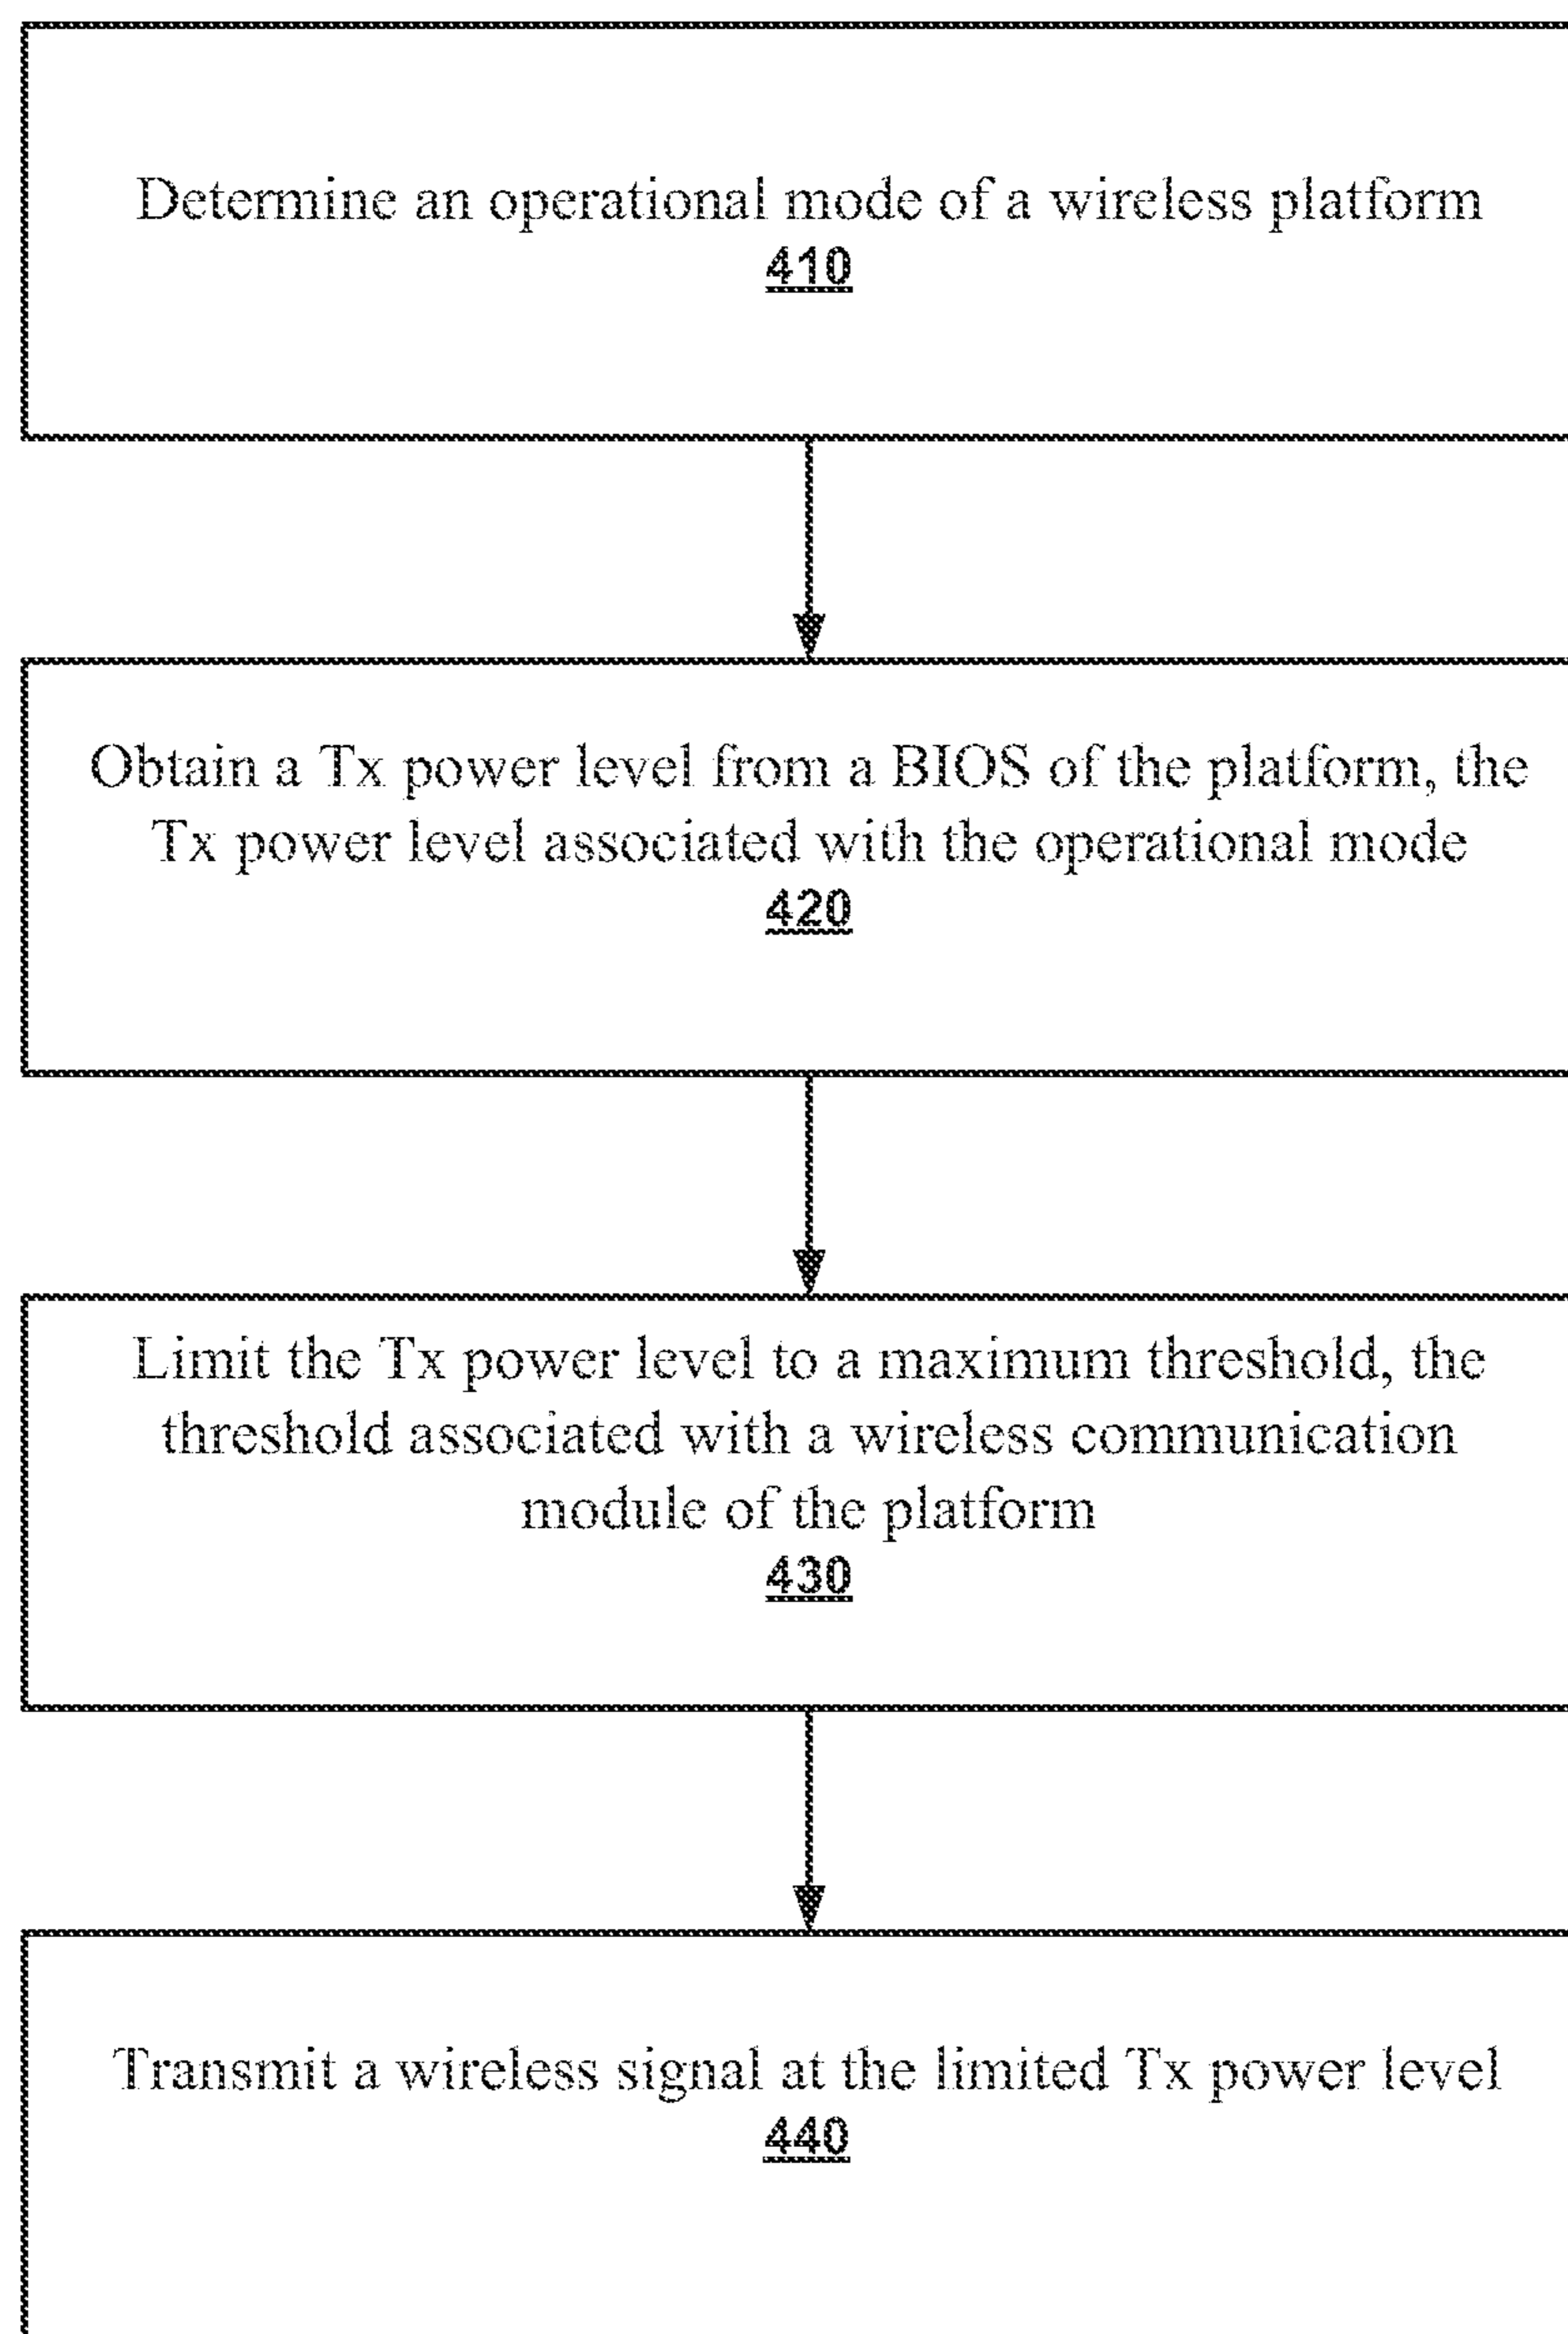 Determine an operational mode of a wireless platform
410
Obtain a Tx power level from a BIOS of the platform, the
Tx power level associated with the operational mode
420
Limit the Tx power level to a maximum threshold, the
threshold associated with a wireless communication
module of the platform
430
Transmit a wireless signal at the limited Tx power level
440